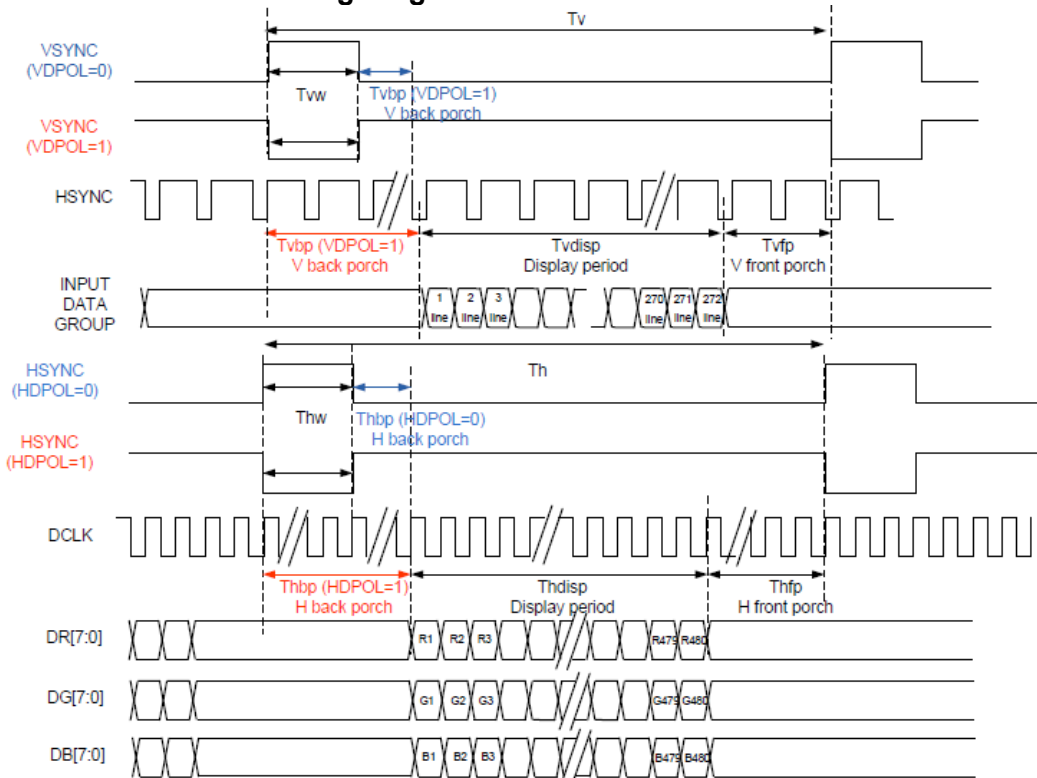 Tv
VSYNC
(VDPOL=0)
Tvw
Tvbp (VDPOL=1)
V back porch
VSYNC
(VDPOL=1)
HSYNC
Tvbp (VDPOL=1)
V back porch
Tvdisp
Display period
Tvfp
V front porch
INPUT
DATA
GROUP
1 line
2 line
3 line
270 line
271 line
272 line
HSYNC
(HDPOL=0)
Th
Thw
Thbp (HDPOL=0)
H back porch
HSYNC
(HDPOL=1)
DCLK
Thbp (HDPOL=1)
H back porch
Thdisp
Display period
Thfp
H front porch
DR[7:0]
R1 R2 R3 R479 R480
DG[7:0]
G1 G2 G3 G479 G480
DB[7:0]
B1 B2 B3 B479 B480